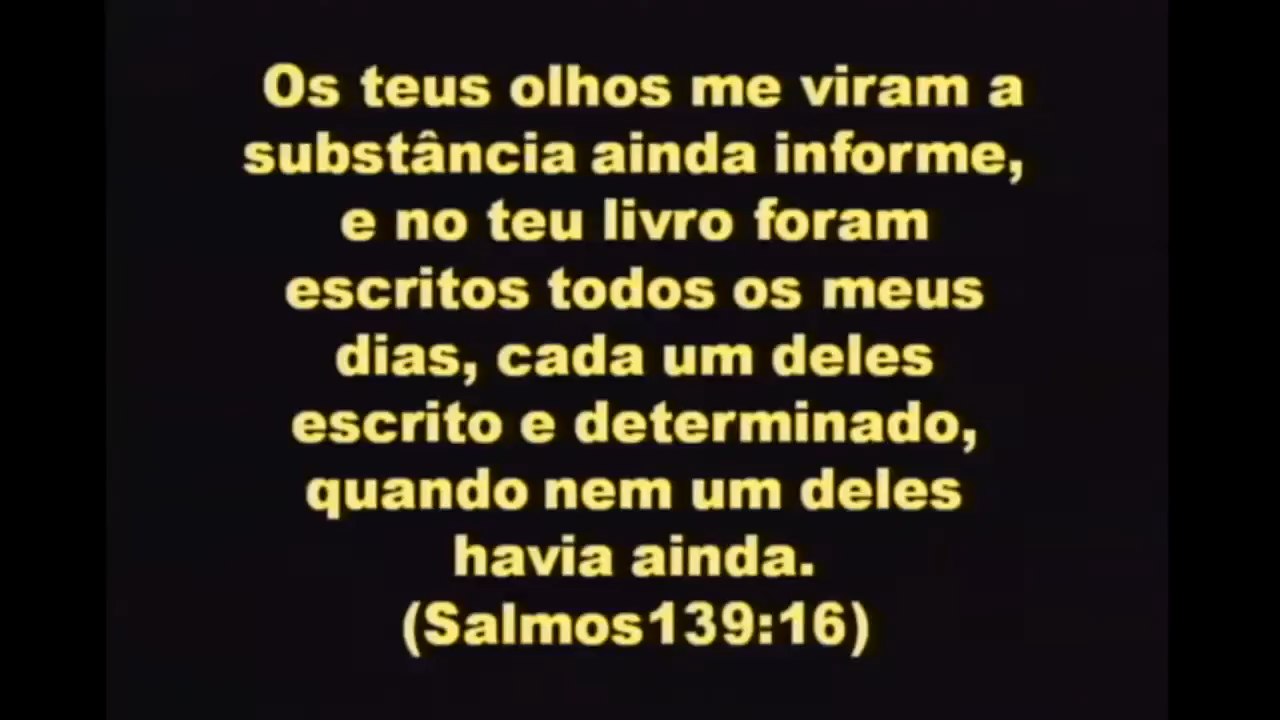 Os teus olhos me viram a
substância ainda informe,
e no teu livro foram
escritos todos os meus
dias, cada um deles
escrito e determinado,
quando nem um deles
havia ainda.
(Salmos139:16)